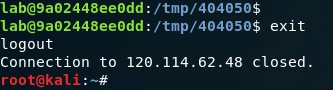 lab@9a02448ee0dd:/tmp/404050$
lab@9a02448ee0dd:/tmp/404050$ exit
logout
Connection to 120.114.62.48 closed.
root@kali:~#